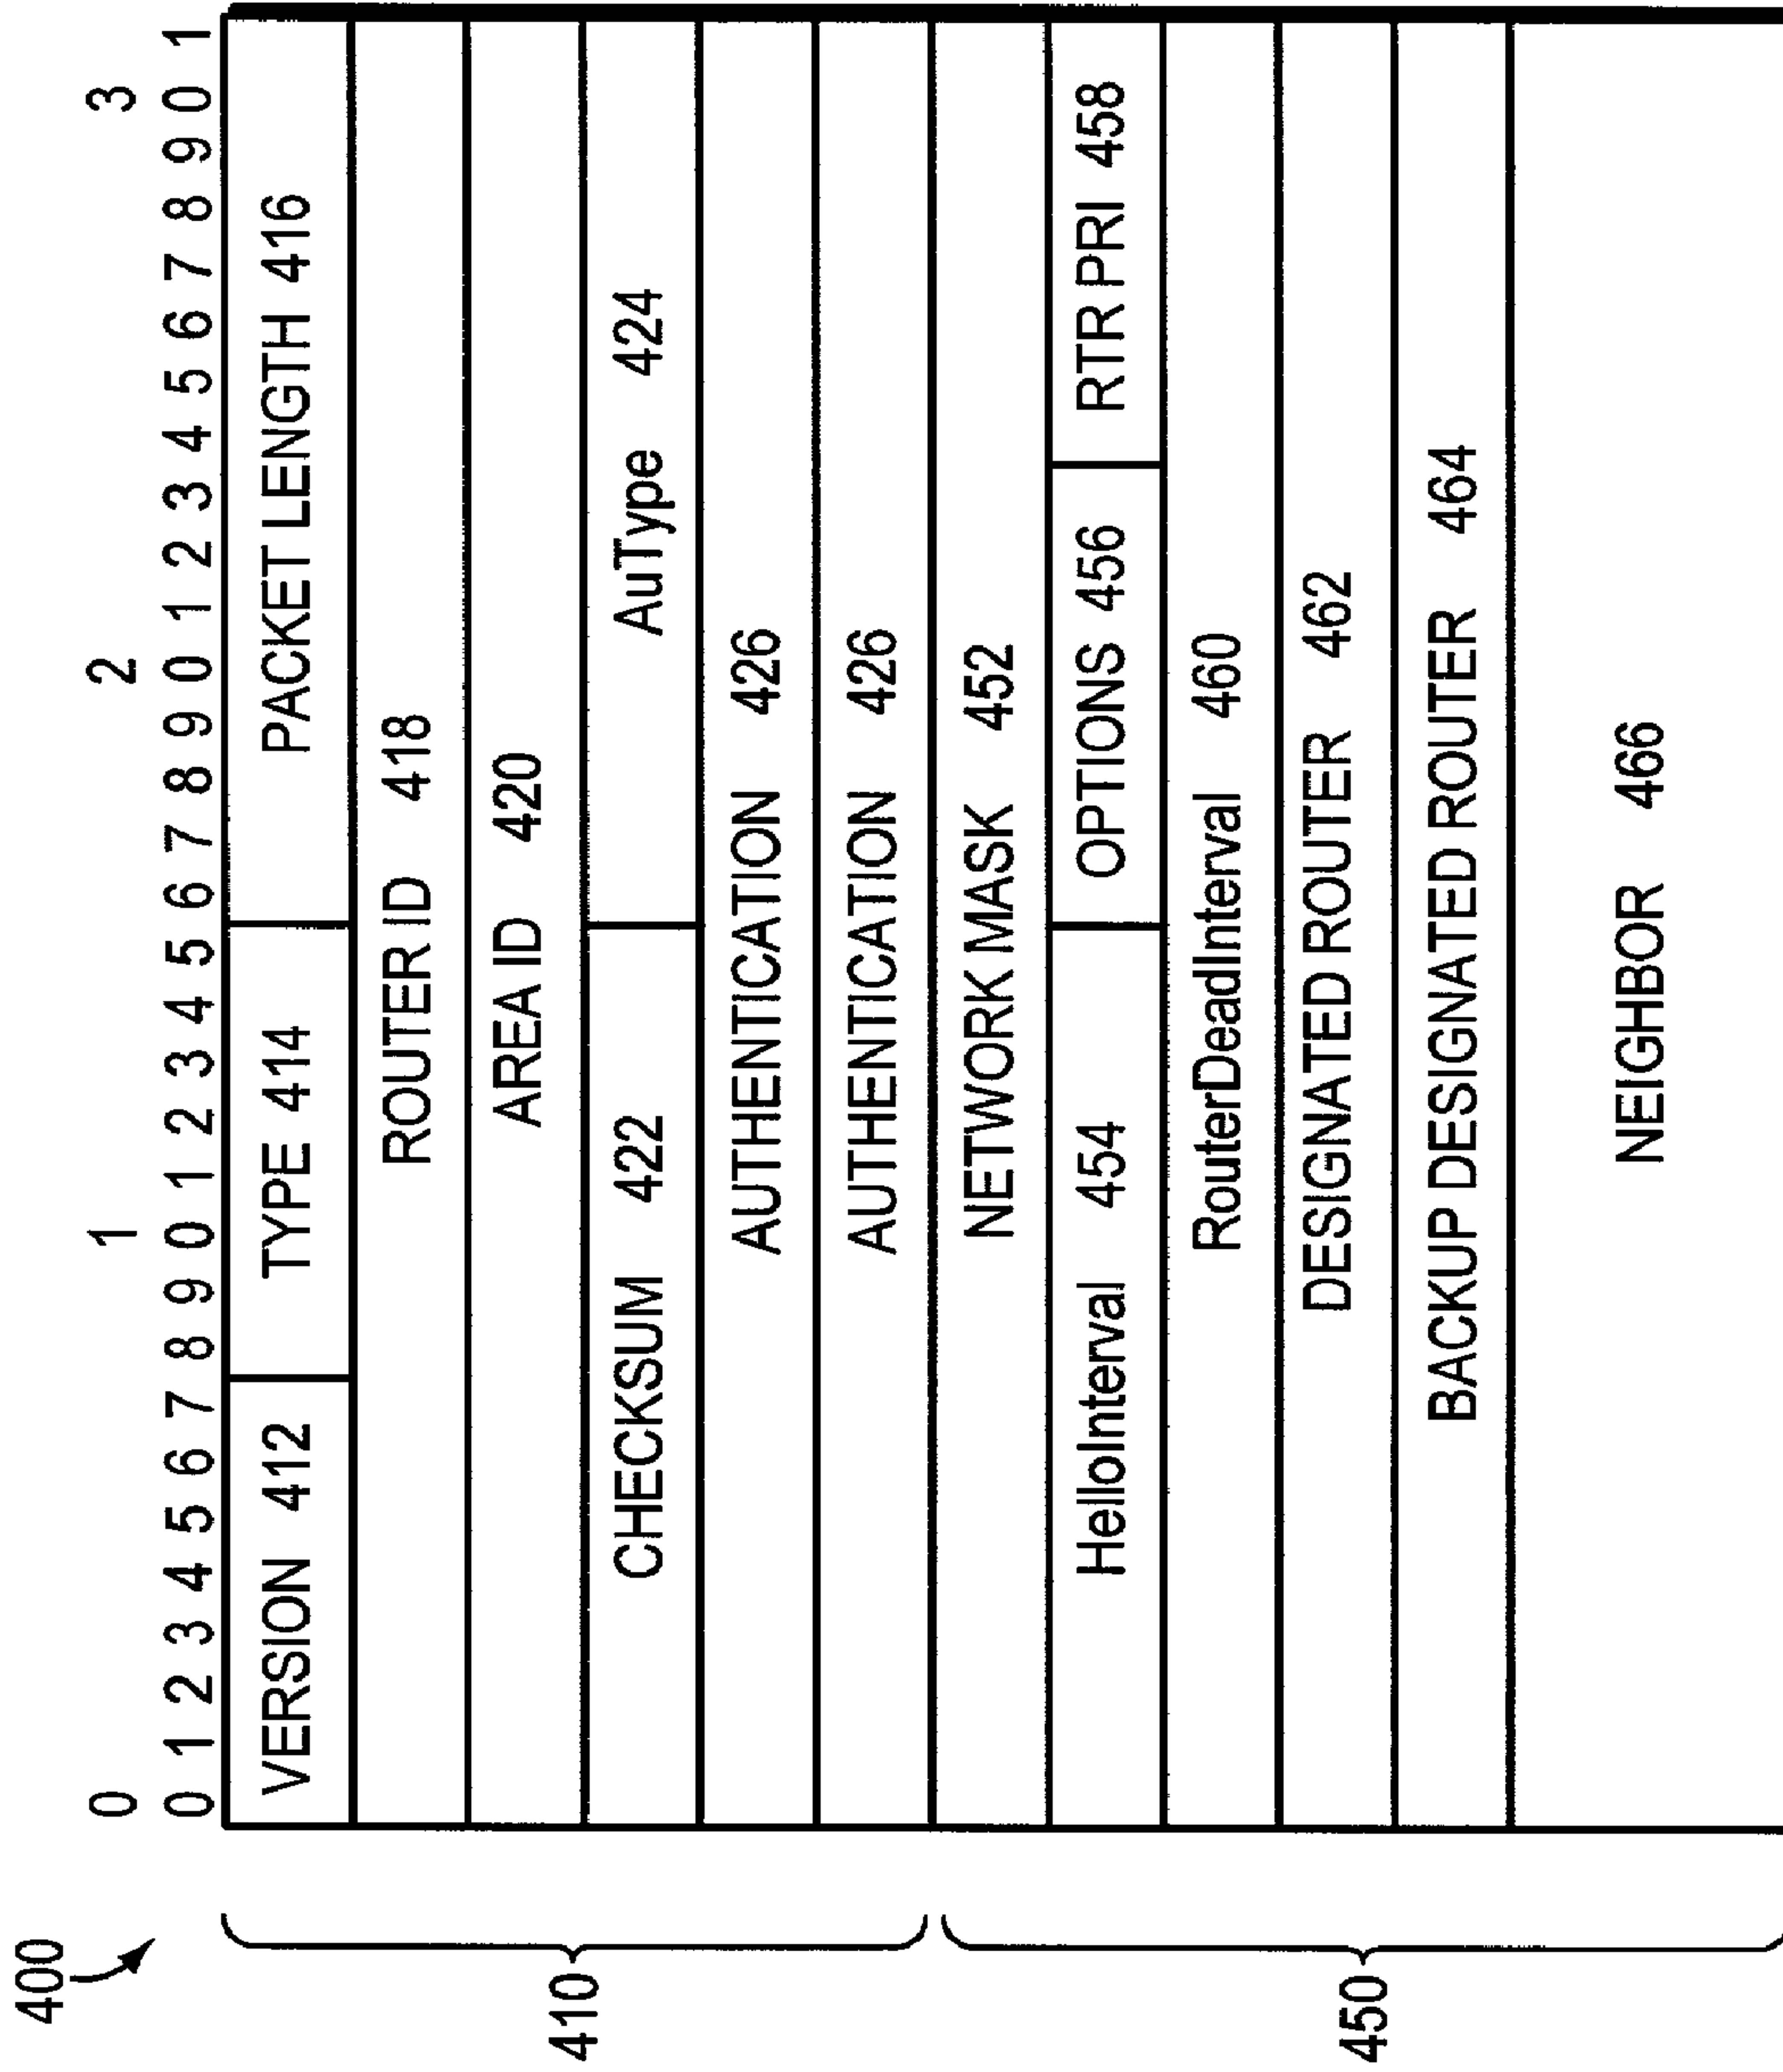 400
0 1 2 3
0 1 2 3 4 5 6 7 8 9 0 1 2 3 4 5 6 7 8 9 0 1 2 3 4 5 6 7 8 9 0 1
410
VERSION 412 TYPE 414 PACKET LENGTH 416
ROUTER ID 418
AREA ID 420
CHECKSUM 422 AuType 424
AUTHENTICATION 426
AUTHENTICATION 426
450
NETWORK MASK 452
HelloInterval 454 OPTIONS 456 RTR PRI 458
RouterDeadInterval 460
DESIGNATED ROUTER 462
BACKUP DESIGNATED ROUTER 464
NEIGHBOR 466